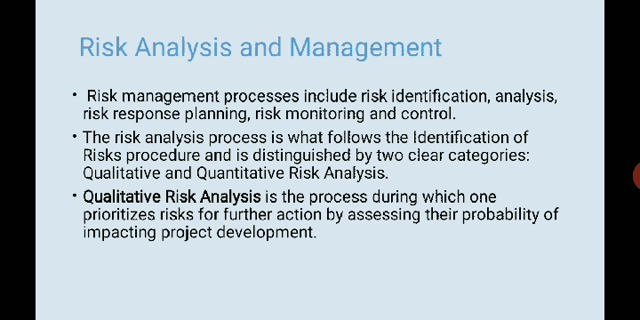 Risk Analysis and Management
• Risk management processes include risk identification, analysis,
risk response planning, risk monitoring and control.
• The risk analysis process is what follows the Identification of
Risks procedure and is distinguished by two clear categories:
Qualitative and Quantitative Risk Analysis.
• Qualitative Risk Analysis is the process during which one
prioritizes risks for further action by assessing their probability of
impacting project development.